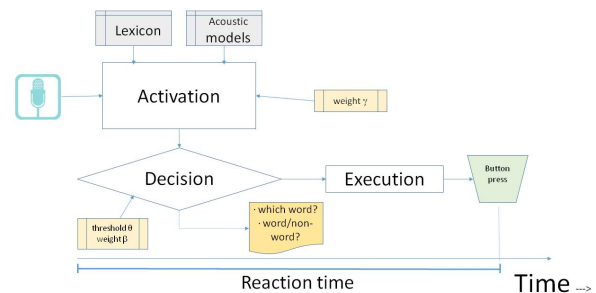 Lexicon
Acoustic
models
Activation
weight γ
Decision
Execution
Button
press
threshold θ
weight β
· which word?
· word/non-
word?
Reaction time
Time --->